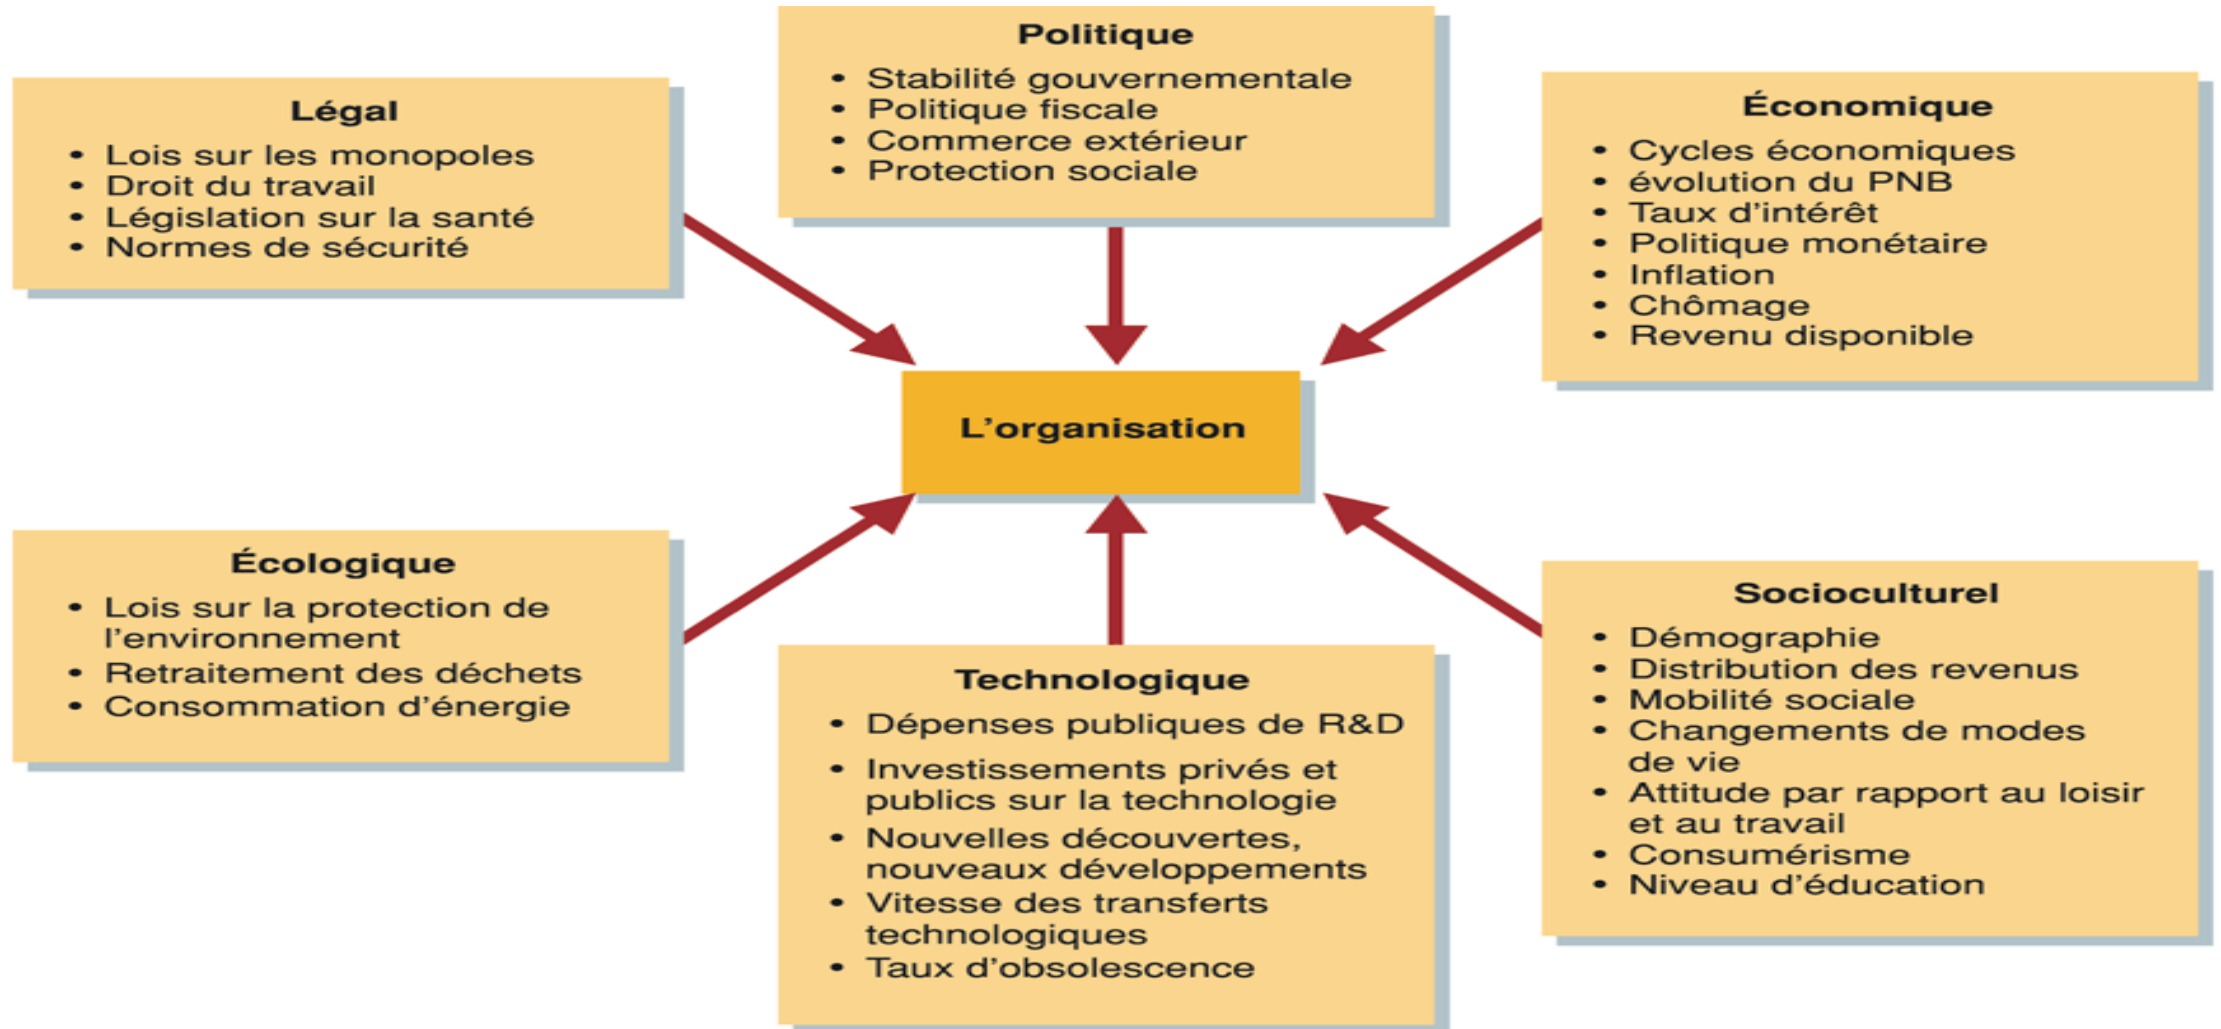 Politique
• Stabilité gouvernementale
• Politique fiscale
• Commerce extérieur
• Protection sociale
Légal
• Lois sur les monopoles
• Droit du travail
• Législation sur la santé
• Normes de sécurité
Économique
• Cycles économiques
• évolution du PNB
• Taux d’intérêt
• Politique monétaire
• Inflation
• Chômage
• Revenu disponible
L’organisation
Écologique
• Lois sur la protection de
l’environnement
• Retraitement des déchets
• Consommation d’énergie
Technologique
• Dépenses publiques de R&D
• Investissements privés et
publics sur la technologie
• Nouvelles découvertes,
nouveaux développements
• Vitesse des transferts
technologiques
• Taux d’obsolescence
Socioculturel
• Démographie
• Distribution des revenus
• Mobilité sociale
• Changements de modes
de vie
• Attitude par rapport au loisir
et au travail
• Consumérisme
• Niveau d’éducation